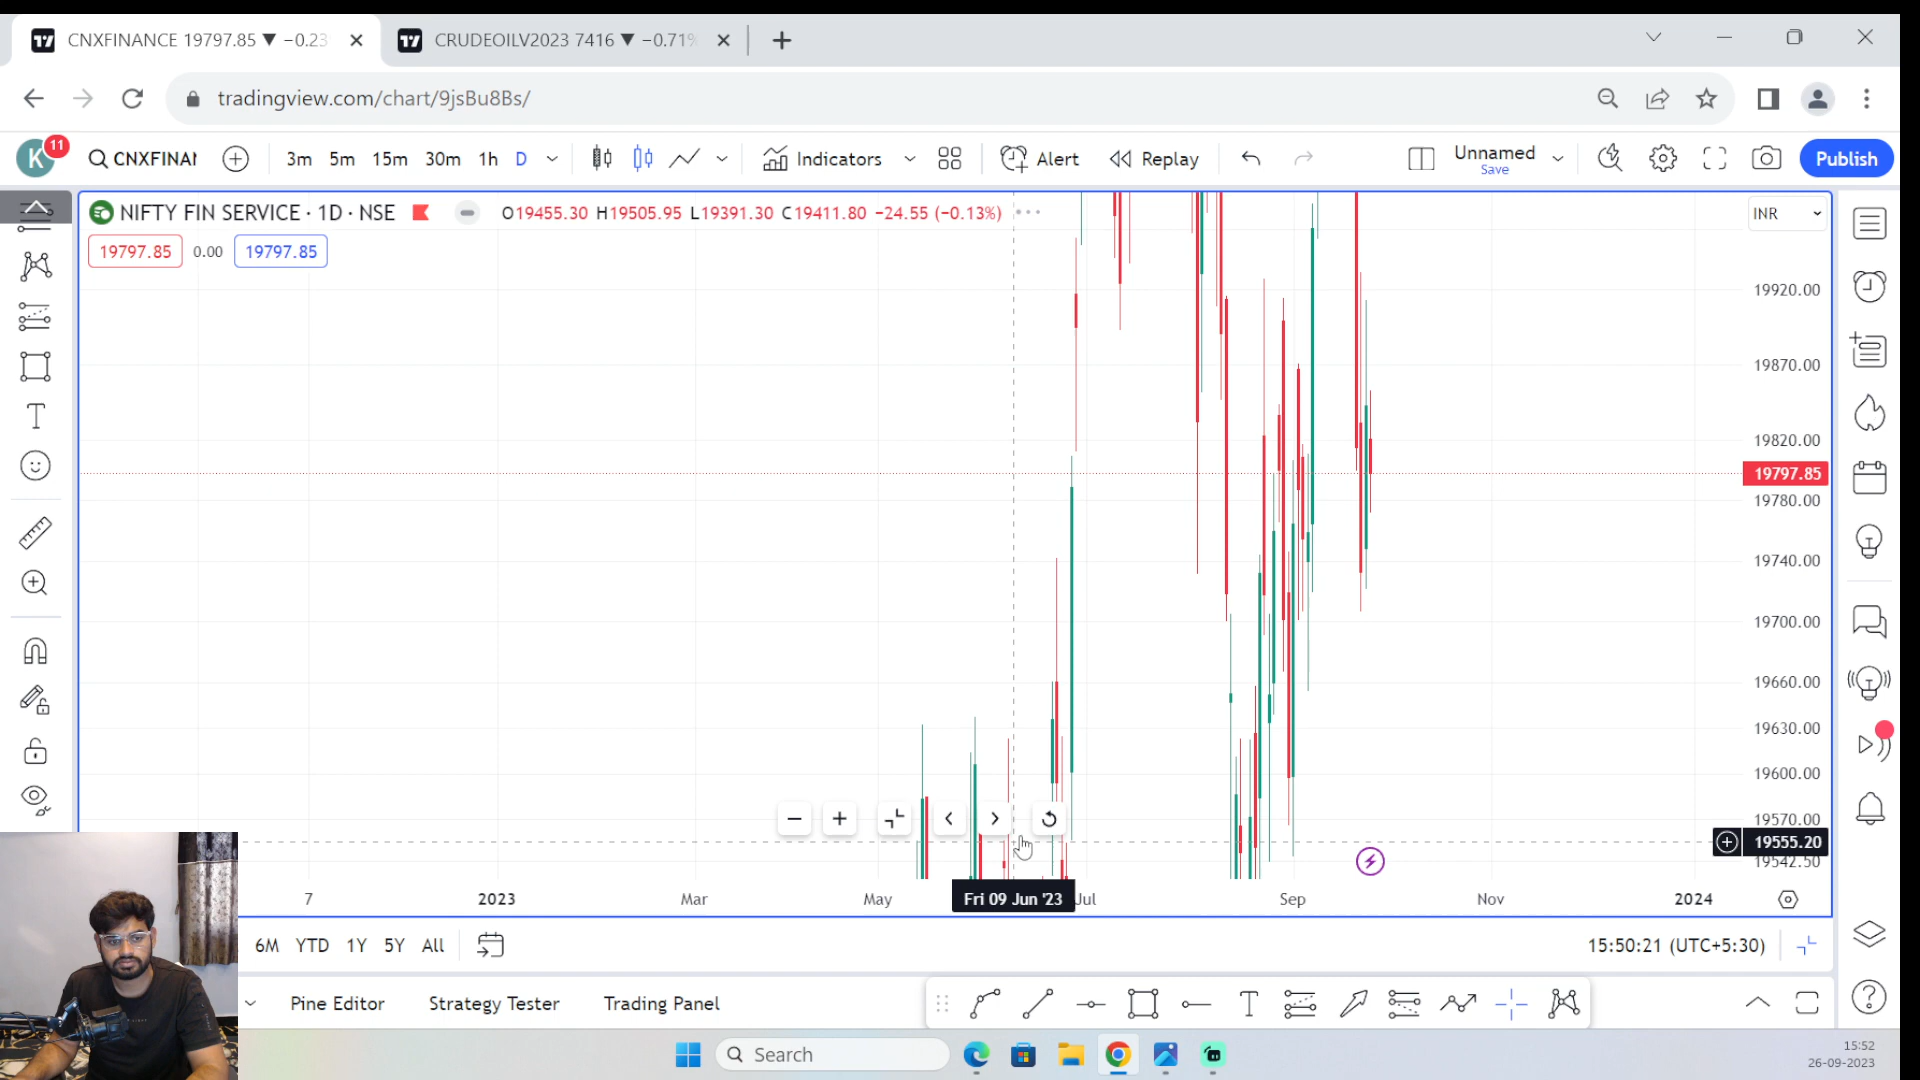 CNXFINANCE 19797.85 ▼ −0.23
CRUDEOILV2023 7416 ▼ −0.71%
tradingview.com/chart/9jsBu8Bs/
K
11
CNXFINAN
3m 5m 15m 30m 1h D
Indicators
Alert
Replay
Unnamed
Save
Publish
NIFTY FIN SERVICE · 1D · NSE
O19455.30 H19505.95 L19391.30 C19411.80 −24.55 (−0.13%)
INR
19797.85 0.00 19797.85
19920.00
19870.00
19820.00
19797.85
19780.00
19740.00
19700.00
19660.00
19630.00
19600.00
19570.00
19555.20
19542.50
7 2023 Mar May Fri 09 Jun '23 Jul Sep Nov 2024
6M YTD 1Y 5Y All
15:50:21 (UTC+5:30)
Pine Editor Strategy Tester Trading Panel
Search
15:52
26-09-2023